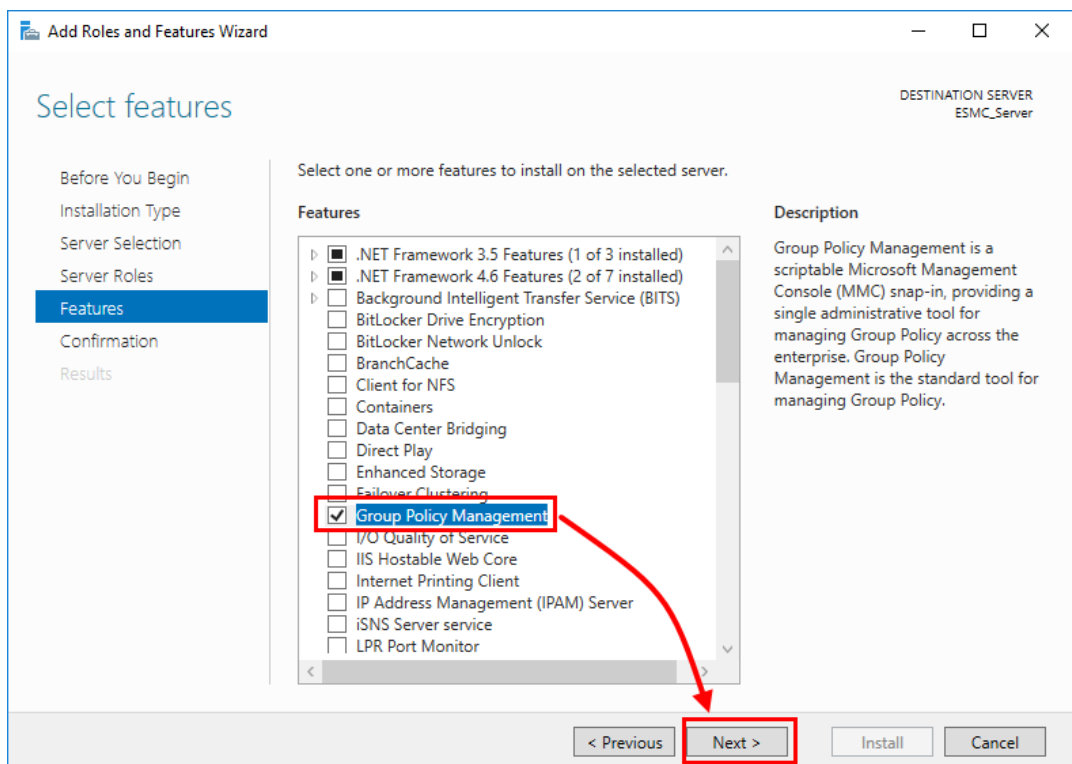 Add Roles and Features Wizard
Select features
DESTINATION SERVER
ESMC_Server
Before You Begin
Installation Type
Server Selection
Server Roles
Features
Confirmation
Results
Select one or more features to install on the selected server.
Features
.NET Framework 3.5 Features (1 of 3 installed)
.NET Framework 4.6 Features (2 of 7 installed)
Background Intelligent Transfer Service (BITS)
BitLocker Drive Encryption
BitLocker Network Unlock
BranchCache
Client for NFS
Containers
Data Center Bridging
Direct Play
Enhanced Storage
Failover Clustering
Group Policy Management
I/O Quality of Service
IIS Hostable Web Core
Internet Printing Client
IP Address Management (IPAM) Server
iSNS Server service
LPR Port Monitor
Description
Group Policy Management is a
scriptable Microsoft Management
Console (MMC) snap-in, providing a
single administrative tool for
managing Group Policy across the
enterprise. Group Policy
Management is the standard tool for
managing Group Policy.
< Previous
Next >
Install
Cancel